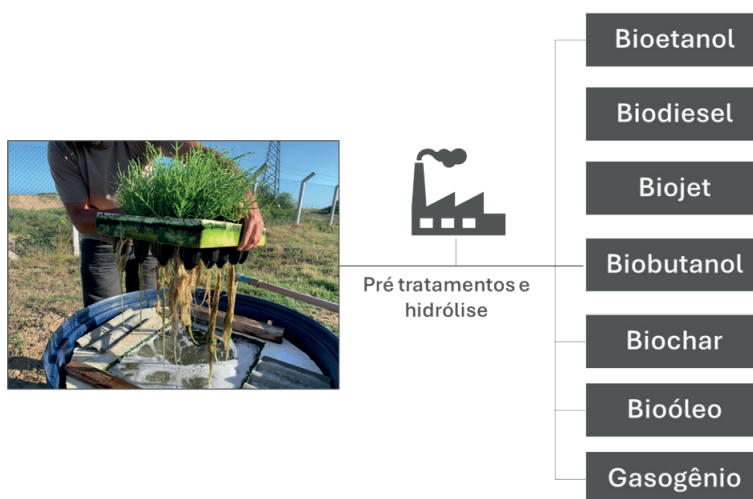 Bioetanol
Biodiesel
Biojet
Biobutanol
Pré tratamentos e
hidrólise
Biochar
Bioóleo
Gasogênio